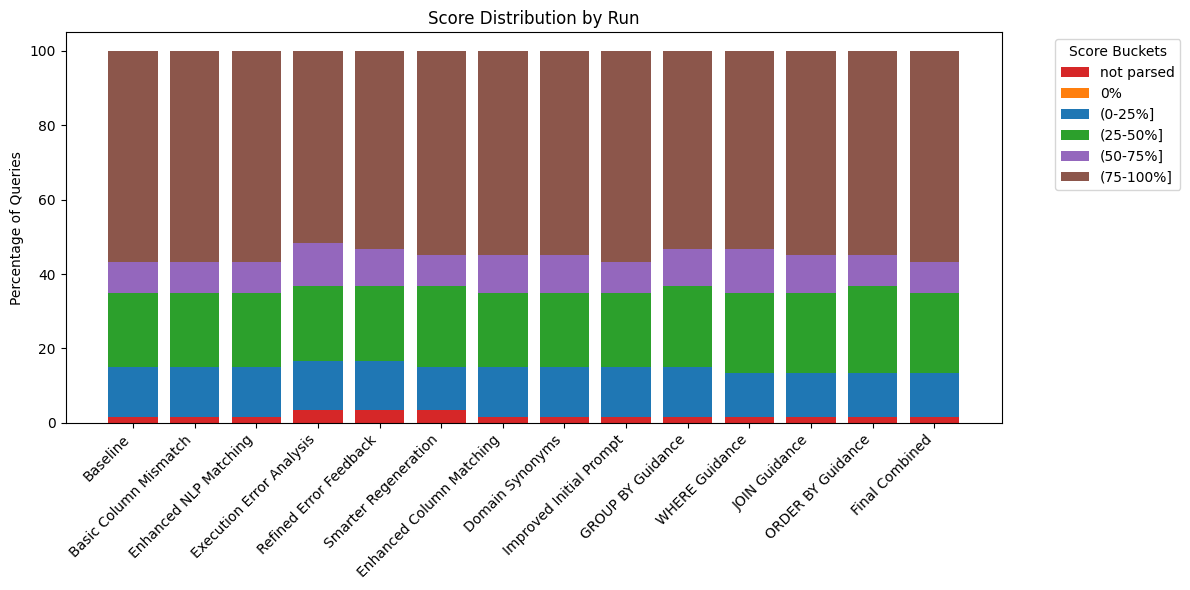 Score Distribution by Run
Percentage of Queries
100
80
60
40
20
0
Baseline
Basic Column Mismatch
Enhanced NLP Matching
Execution Error Analysis
Refined Error Feedback
Smarter Regeneration
Enhanced Column Matching
Domain Synonyms
Improved Initial Prompt
GROUP BY Guidance
WHERE Guidance
JOIN Guidance
ORDER BY Guidance
Final Combined
Score Buckets
not parsed
0%
(0-25%]
(25-50%]
(50-75%]
(75-100%]